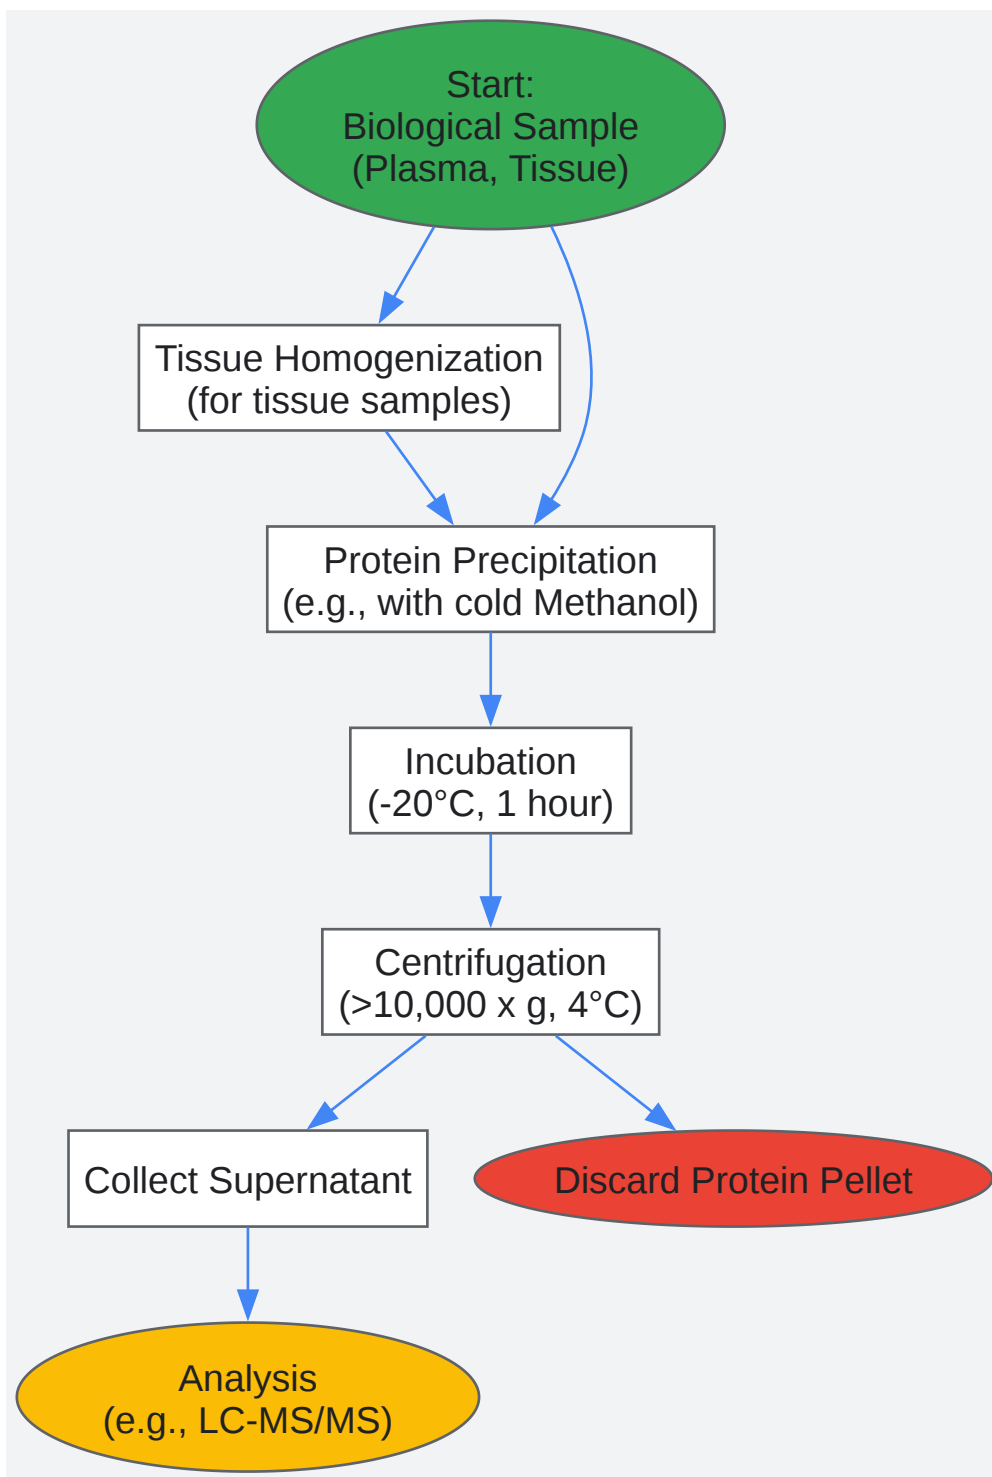 Start:
Biological Sample
(Plasma, Tissue)
Tissue Homogenization
(for tissue samples)
Protein Precipitation
(e.g., with cold Methanol)
Incubation
(-20°C, 1 hour)
Centrifugation
(>10,000 x g, 4°C)
Collect Supernatant
Discard Protein Pellet
Analysis
(e.g., LC-MS/MS)